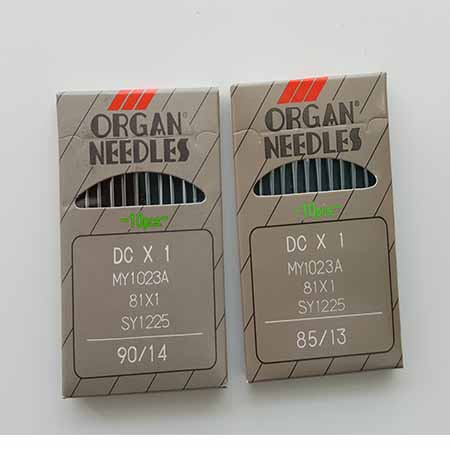 ORGAN®
NEEDLES
-10pcs-
DC X 1
MY1023A
81X1
SY1225
90/14
ORGAN®
NEEDLES
-10pcs-
DC X 1
MY1023A
81X1
SY1225
85/13